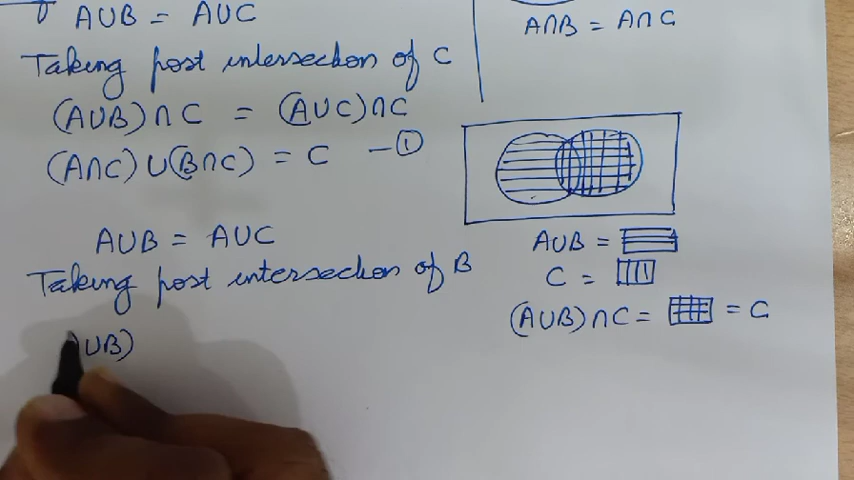 A∪B = A∪C
Taking post intersection of C
(A∪B)∩C = (A∪C)∩C
(A∩C)∪(B∩C) = C —①
A∪B = A∪C
Taking post intersection of B
∪B)
A∩B = A∩C
A∪B =
C =
(A∪B)∩C = = C